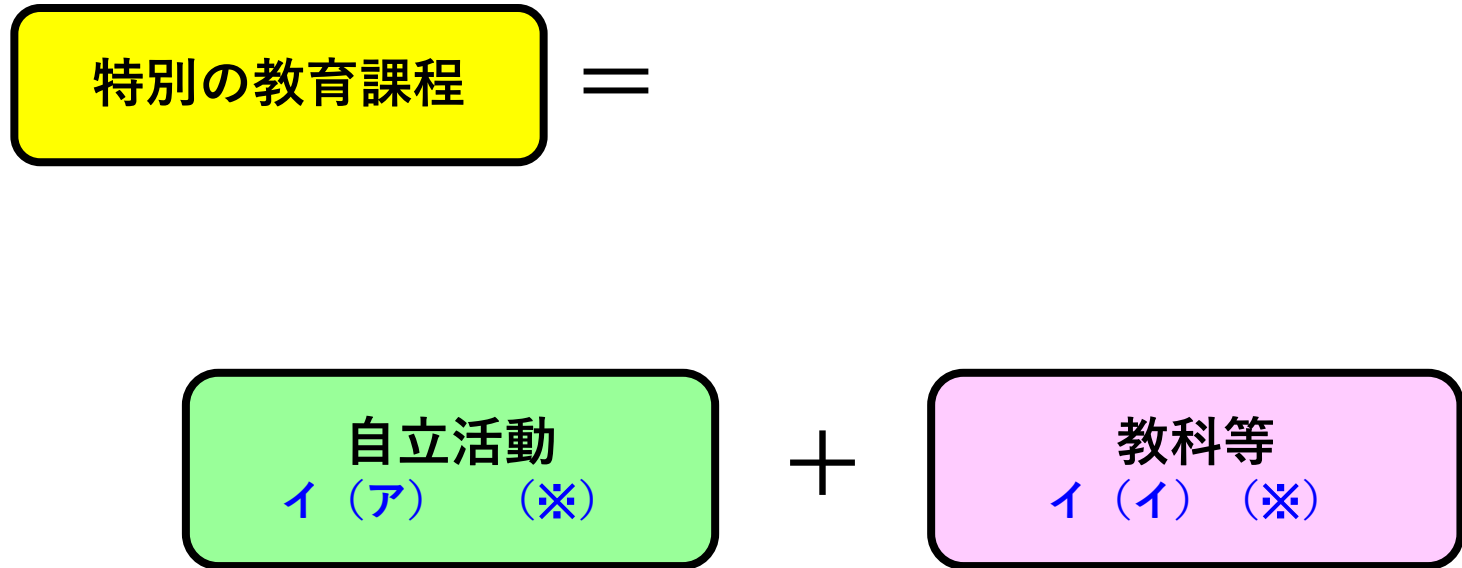 特別の教育課程 ＝
自立活動 ＋ 教科等
イ（ア）　（※） イ（イ）（※）